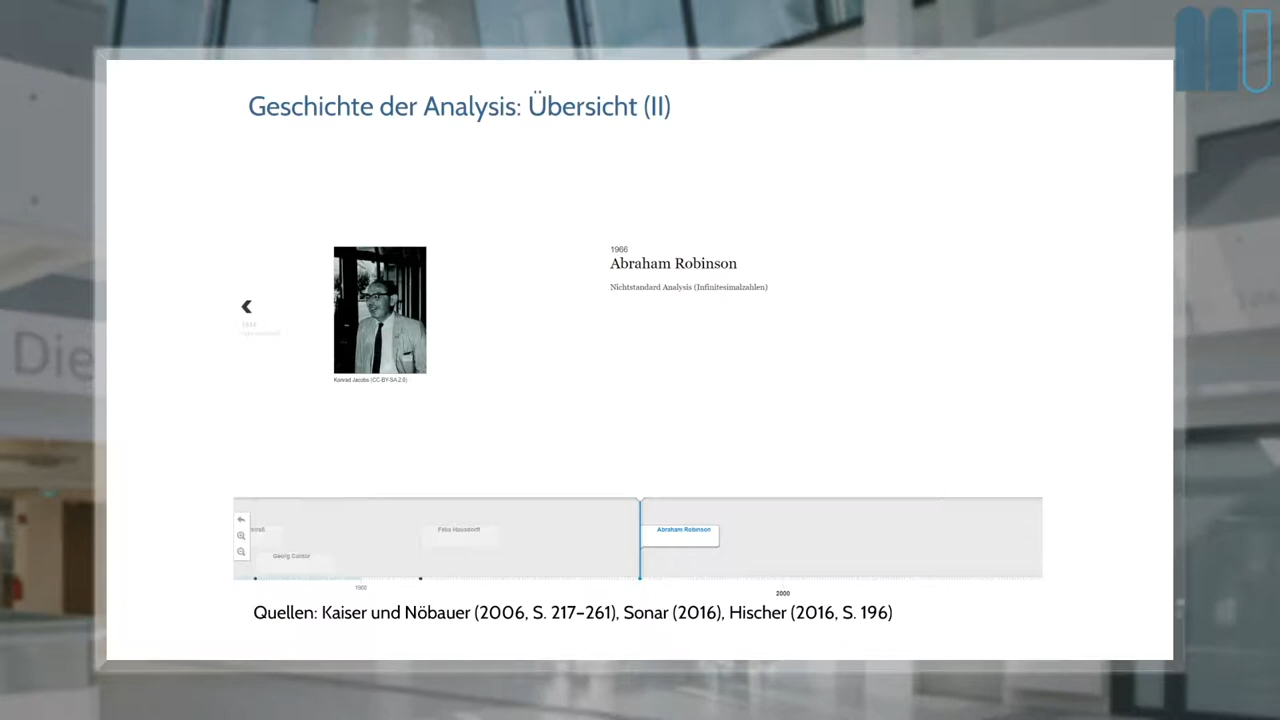 Geschichte der Analysis: Übersicht (II)
Die
1966
Abraham Robinson
Nichtstandard Analysis (Infinitesimalzahlen)
Konrad Jacobs (CC-BY-SA 2.0)
Felix Hausdorff
Abraham Robinson
Georg Cantor
1900
2000
Quellen: Kaiser und Nöbauer (2006, S. 217–261), Sonar (2016), Hischer (2016, S. 196)